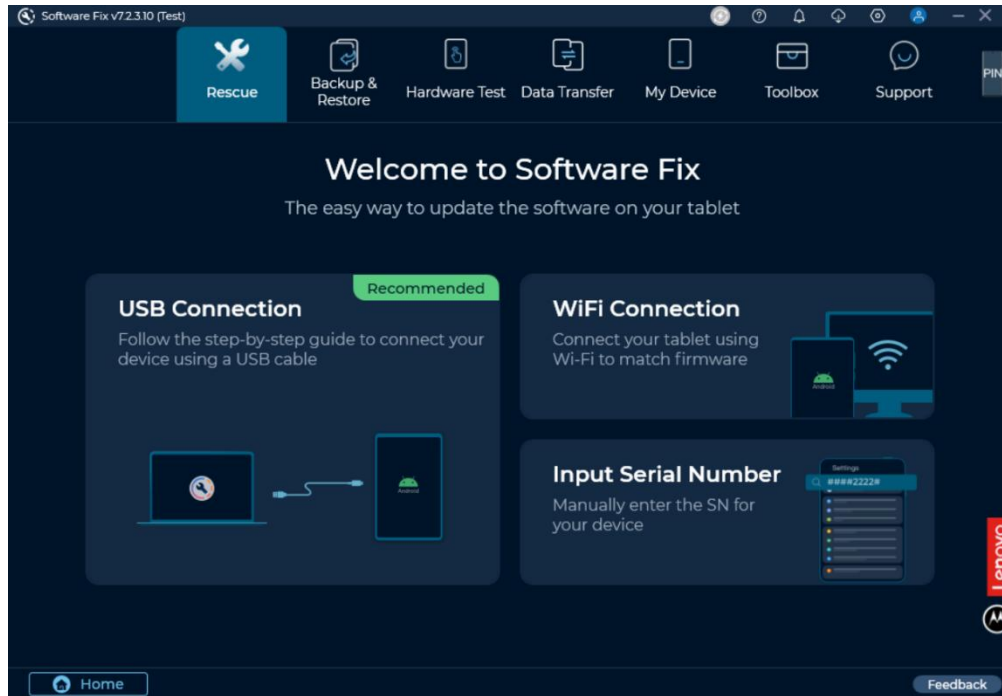 Software Fix v7.2.3.10 (Test)
Rescue
Backup &
Restore
Hardware Test
Data Transfer
My Device
Toolbox
Support
PIN
Welcome to Software Fix
The easy way to update the software on your tablet
Recommended
USB Connection
Follow the step-by-step guide to connect your
device using a USB cable
Android
WiFi Connection
Connect your tablet using
Wi-Fi to match firmware
Android
Input Serial Number
Manually enter the SN for
your device
Settings
####2222#
Lenovo
Home
Feedback